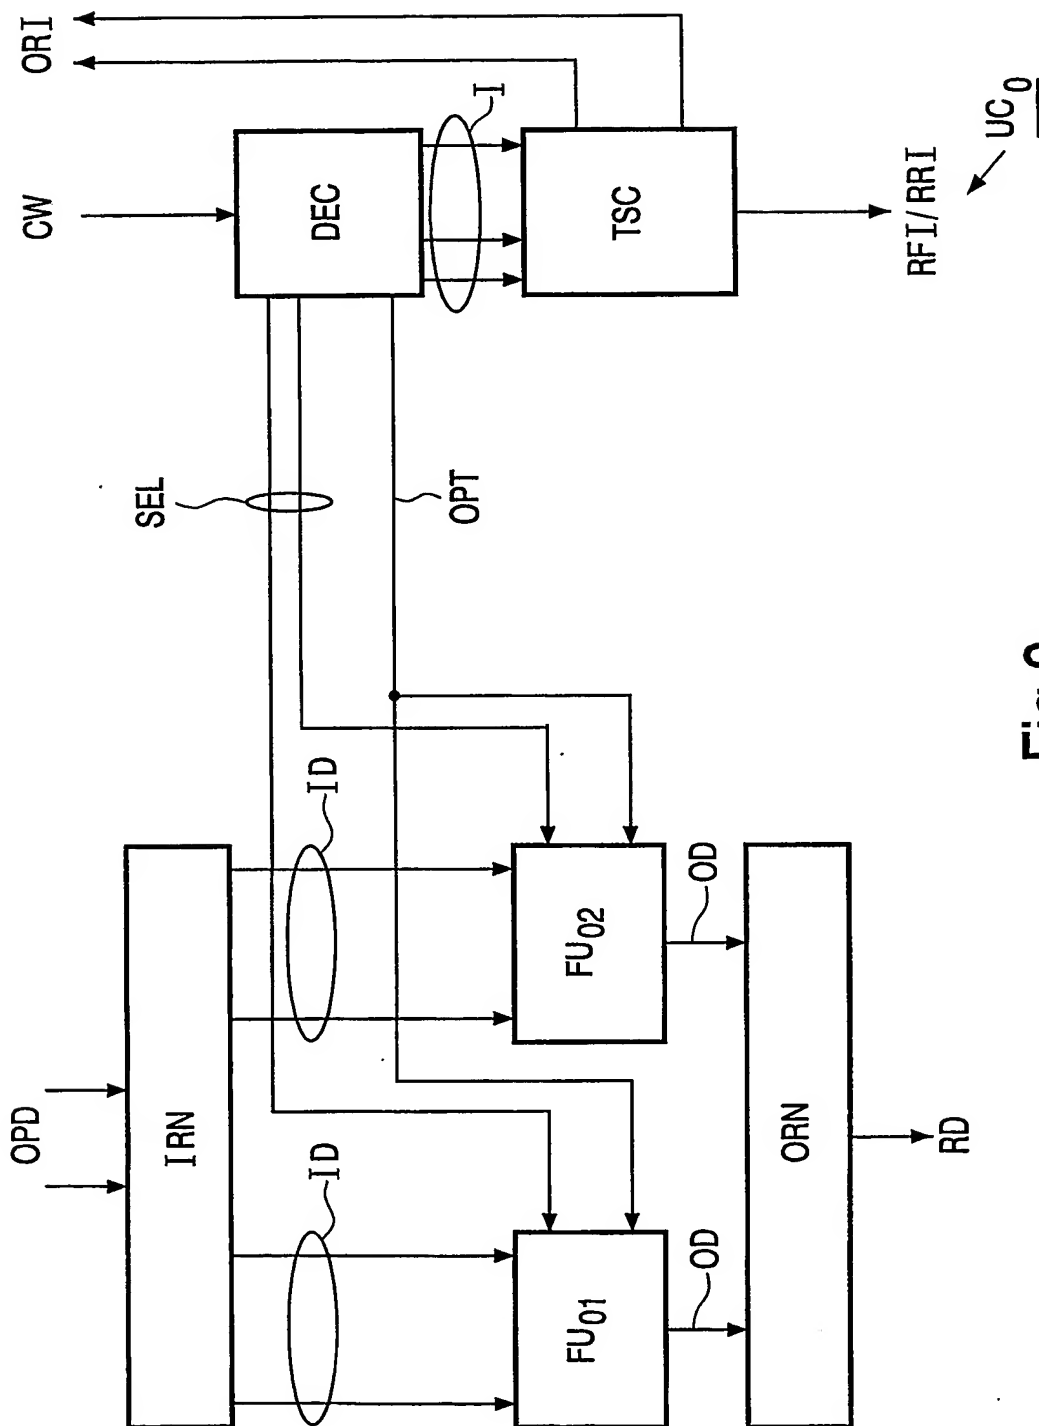 ORI
CW
I
DEC
TSC
RFI/RRI
UC0
SEL
OPT
ID
OPD
IRN
ID
FU02
OD
FU01
OD
ORN
RD